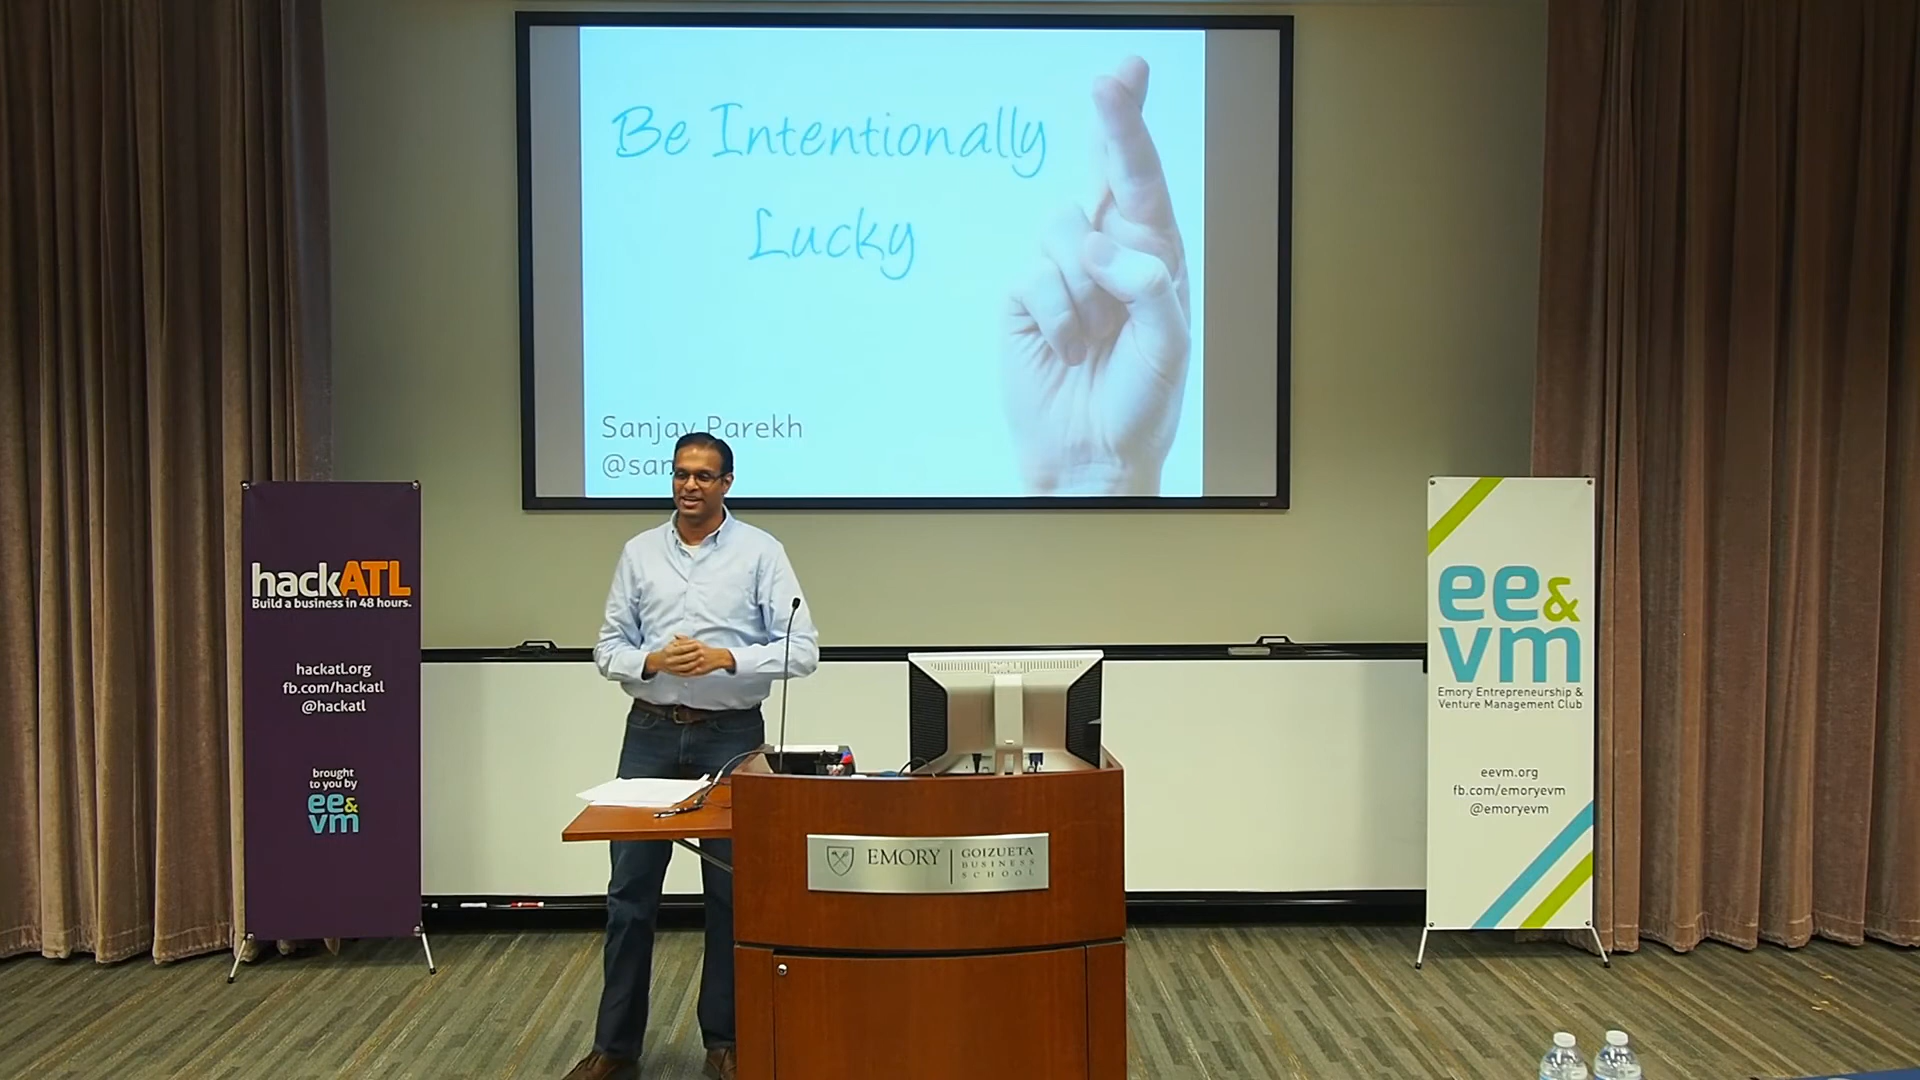 Be Intentionally
Lucky
Sanjay Parekh
hackATL
Build a business in 48 hours.
hackatl.org
fb.com/hackatl
@hackatl
brought
to you by
ee&
vm
ee&
vm
Emory Entrepreneurship &
Venture Management Club
eevm.org
fb.com/emoryevm
@emoryevm
EMORY
GOIZUETA
BUSINESS
SCHOOL